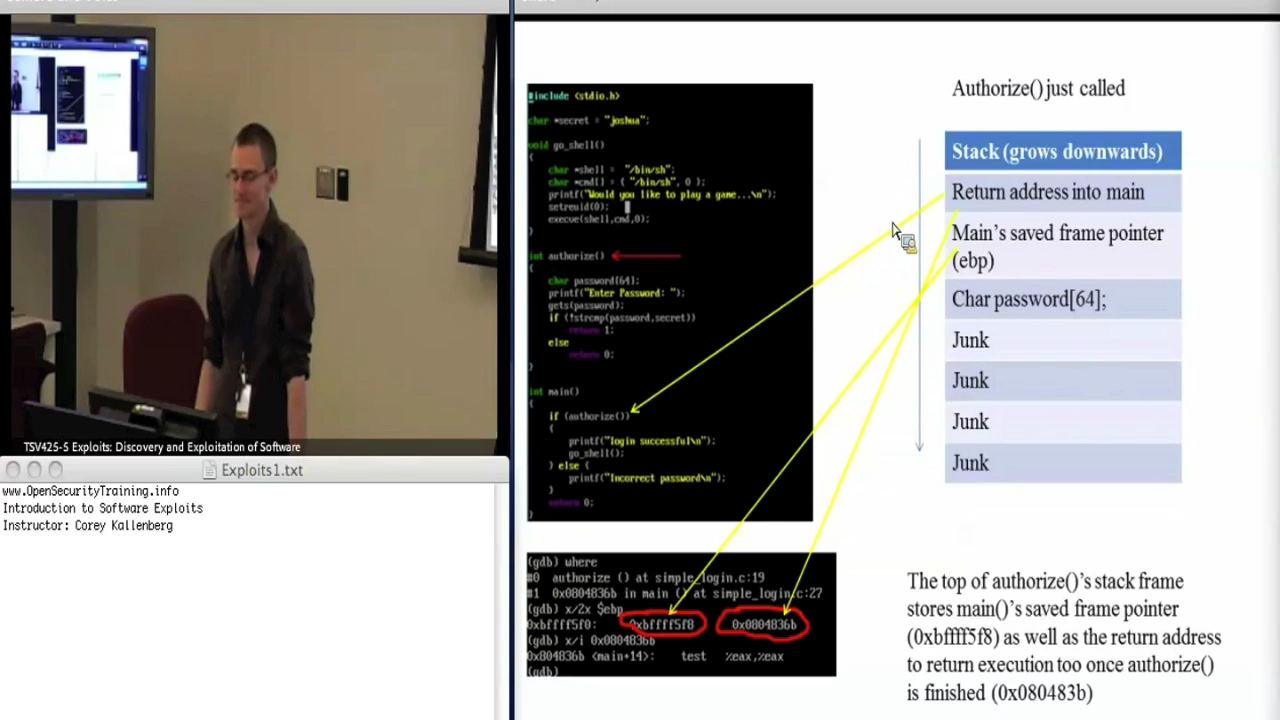 TSV425-5 Exploits: Discovery and Exploitation of Software
Exploits1.txt
www.OpenSecurityTraining.info
Introduction to Software Exploits
Instructor: Corey Kallenberg
#include <stdio.h>
char *secret = "joshua";
void go_shell()
{
char *shell = "/bin/sh";
char *cmd[] = { "/bin/sh", 0 };
printf("Would you like to play a game...\n");
setreuid(0);
execve(shell,cmd,0);
}
int authorize()
{
char password[64];
printf("Enter Password: ");
gets(password);
if (!strcmp(password,secret))
return 1;
else
return 0;
}
int main()
{
if (authorize())
{
printf("login successful\n");
go_shell();
} else {
printf("Incorrect password\n");
}
return 0;
}
(gdb) where
#0 authorize () at simple_login.c:19
#1 0x0804836b in main () at simple_login.c:27
(gdb) x/2x $ebp
0xbffff5f0: 0xbffff5f8 0x0804836b
(gdb) x/i 0x0804836b
0x804836b <main+14>: test %eax,%eax
(gdb)
Authorize() just called
Stack (grows downwards)
Return address into main
Main's saved frame pointer
(ebp)
Char password[64];
Junk
Junk
Junk
Junk
The top of authorize()'s stack frame
stores main()'s saved frame pointer
(0xbffff5f8) as well as the return address
to return execution too once authorize()
is finished (0x080483b)